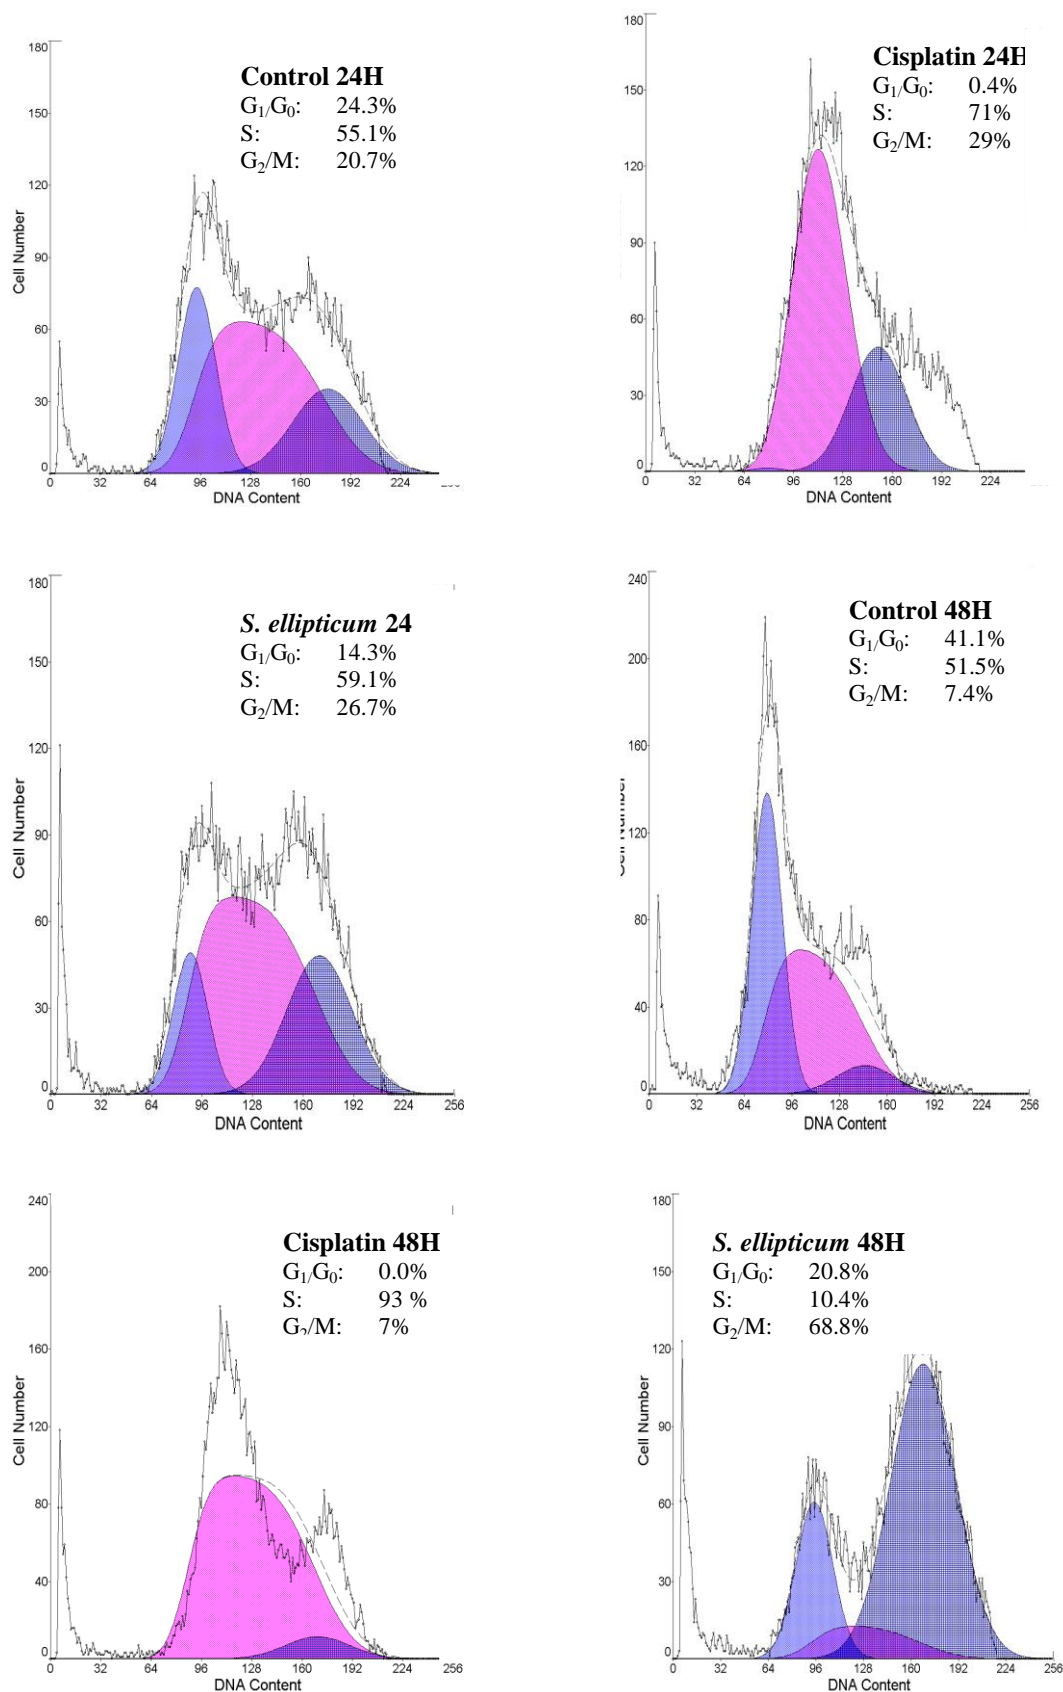 Control 24H
G1/G0: 24.3%
S: 55.1%
G2/M: 20.7%
180
150
120
90
60
30
0
Cell Number
0 32 64 96 128 160 192 224
DNA Content
Cisplatin 24H
G1/G0: 0.4%
S: 71%
G2/M: 29%
180
150
120
90
60
30
0
0 32 64 96 128 160 192 224
DNA Content
S. ellipticum 24
G1/G0: 14.3%
S: 59.1%
G2/M: 26.7%
180
150
120
90
60
30
0
Cell Number
0 32 64 96 128 160 192 224 256
DNA Content
Control 48H
G1/G0: 41.1%
S: 51.5%
G2/M: 7.4%
240
200
160
120
80
40
0
Cell Number
0 32 64 96 128 160 192 224 256
DNA Content
Cisplatin 48H
G1/G0: 0.0%
S: 93 %
G2/M: 7%
240
200
160
120
80
40
0
Cell Number
0 32 64 96 128 160 192 224 256
DNA Content
S. ellipticum 48H
G1/G0: 20.8%
S: 10.4%
G2/M: 68.8%
180
150
120
90
60
30
0
Cell Number
0 32 64 96 128 160 192 224 256
DNA Content